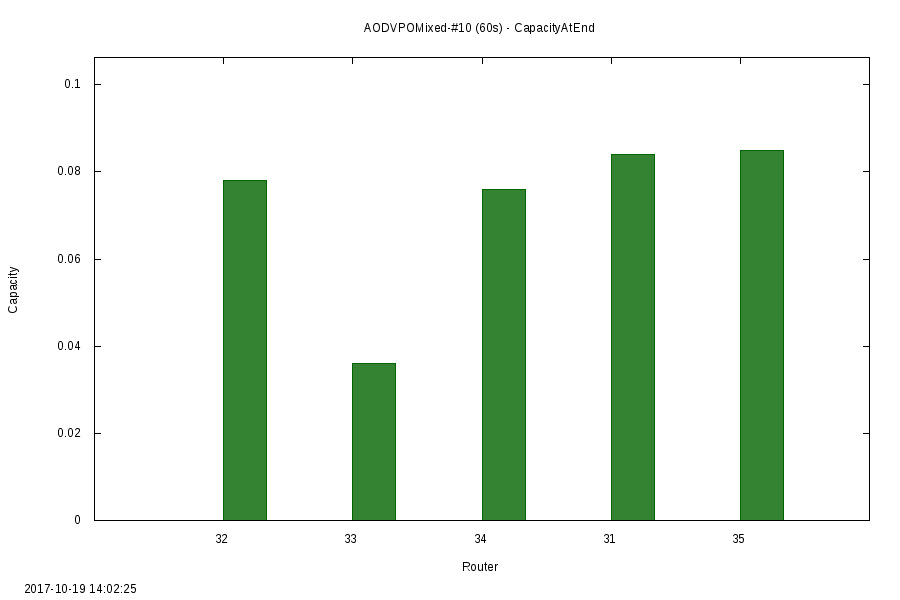 AODVPOMixed-#10 (60s) - CapacityAtEnd
0.1
0.08
0.06
0.04
0.02
0
Capacity
32 33 34 31 35
Router
2017-10-19 14:02:25